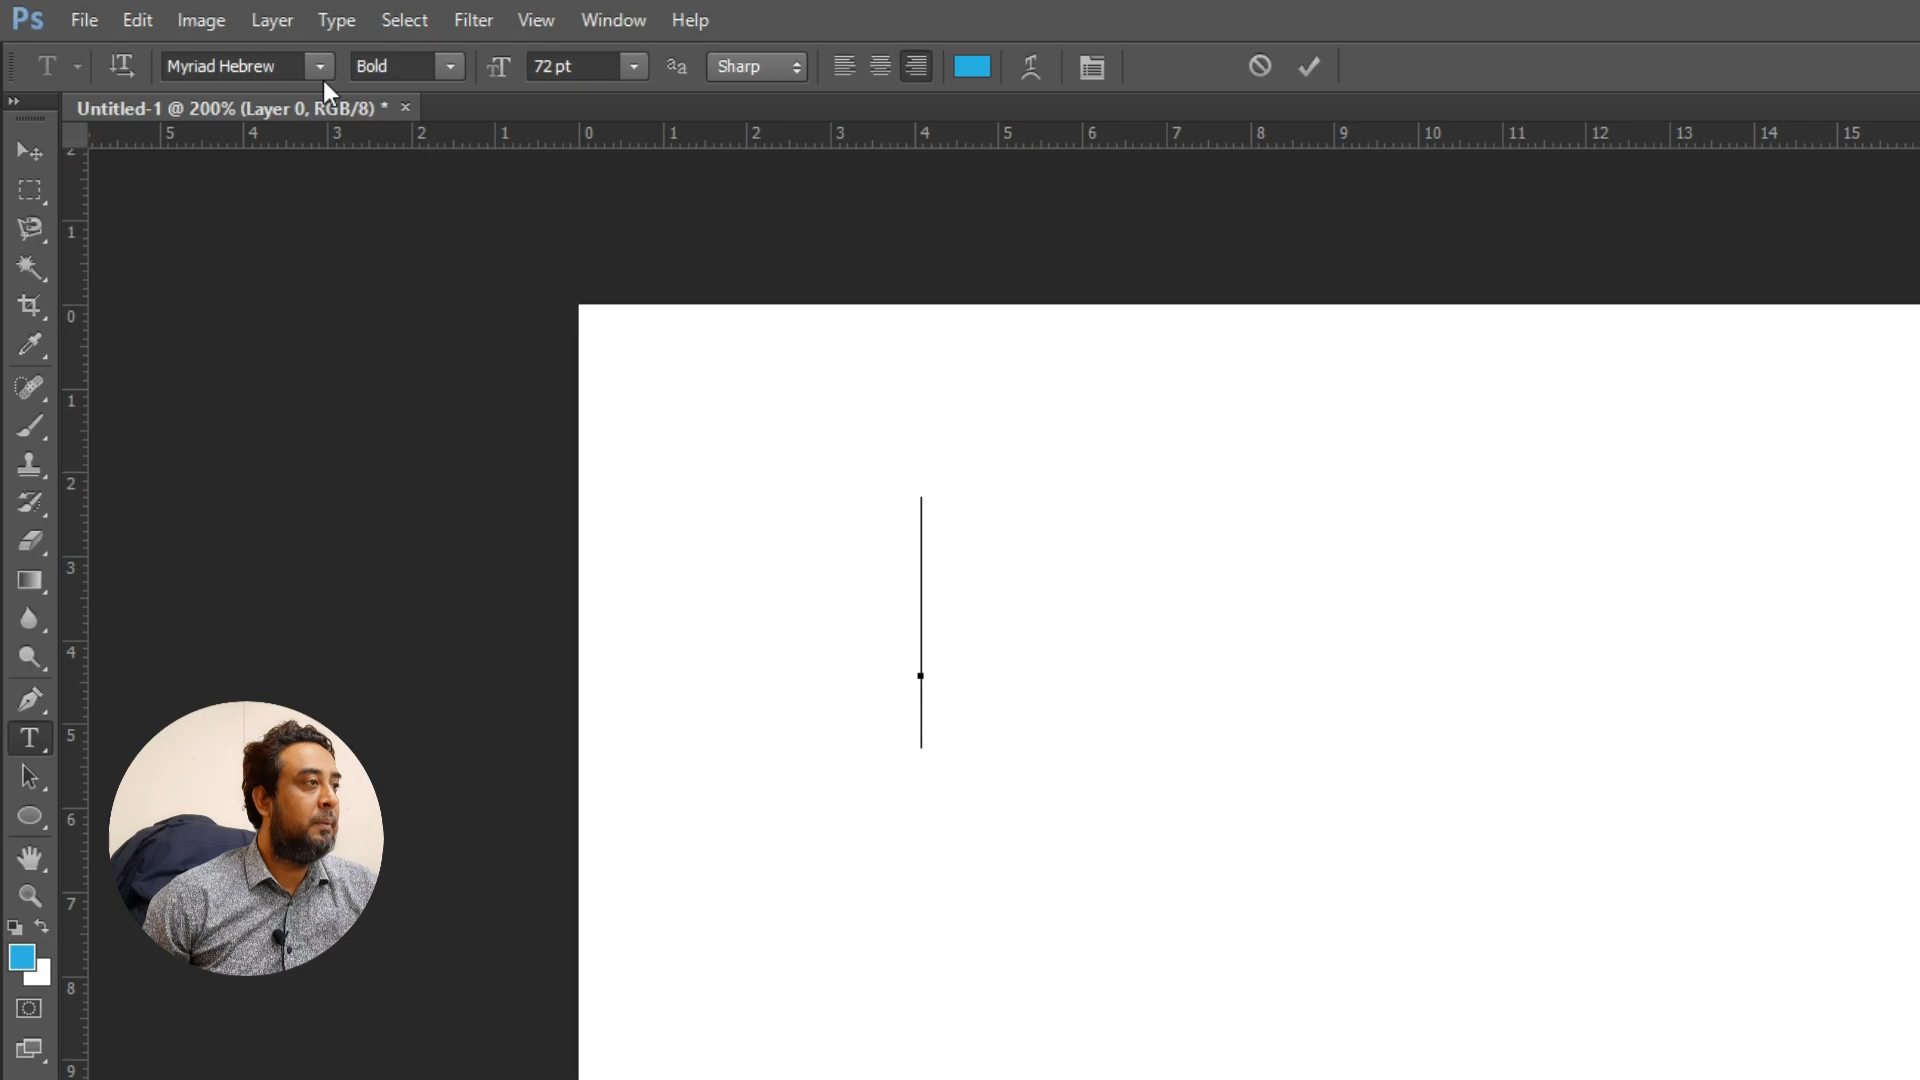 Ps File Edit Image Layer Type Select Filter View Window Help
T Myriad Hebrew Bold 72 pt aa Sharp
Untitled-1 @ 200% (Layer 0, RGB/8) * ×
5 4 3 2 1 0 1 2 3 4 5 6 7 8 9 10 11 12 13 14 15
2
1
0
1
2
3
4
5
6
7
8
9
T